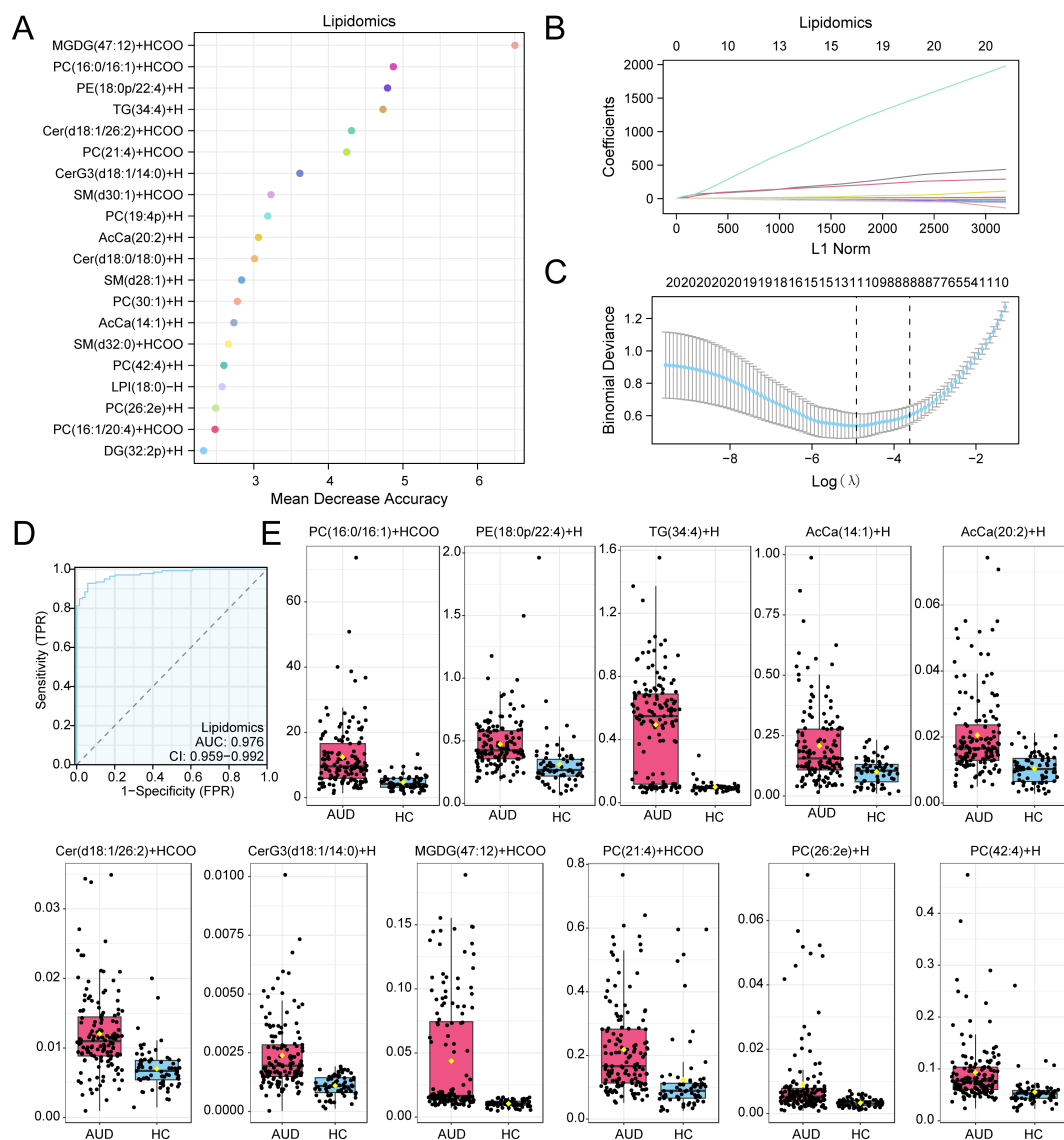 A
Lipidomics
MGDG(47:12)+HCOO
PC(16:0/16:1)+HCOO
PE(18:0p/22:4)+H
TG(34:4)+H
Cer(d18:1/26:2)+HCOO
PC(21:4)+HCOO
CerG3(d18:1/14:0)+H
SM(d30:1)+HCOO
PC(19:4p)+H
AcCa(20:2)+H
Cer(d18:0/18:0)+H
SM(d28:1)+H
PC(30:1)+H
AcCa(14:1)+H
SM(d32:0)+HCOO
PC(42:4)+H
LPI(18:0)−H
PC(26:2e)+H
PC(16:1/20:4)+HCOO
DG(32:2p)+H
3 4 5 6
Mean Decrease Accuracy
B
Lipidomics
0 10 13 15 19 20 20
2000
1500
1000
500
0
Coefficients
0 500 1000 1500 2000 2500 3000
L1 Norm
C
20202020201919181615151311109888887765541110
1.2
1.0
0.8
0.6
Binomial Deviance
−8 −6 −4 −2
Log(λ)
D
1.0
0.8
0.6
0.4
0.2
0.0
Sensitivity (TPR)
Lipidomics
AUC: 0.976
CI: 0.959−0.992
0.0 0.2 0.4 0.6 0.8 1.0
1−Specificity (FPR)
E
PC(16:0/16:1)+HCOO
60
40
20
0
AUD HC
PE(18:0p/22:4)+H
2.0
1.5
1.0
0.5
0.0
AUD HC
TG(34:4)+H
1.6
1.2
0.8
0.4
0.0
AUD HC
AcCa(14:1)+H
1.00
0.75
0.50
0.25
0.00
AUD HC
AcCa(20:2)+H
0.06
0.04
0.02
0.00
AUD HC
Cer(d18:1/26:2)+HCOO
0.03
0.02
0.01
0.00
AUD HC
CerG3(d18:1/14:0)+H
0.0100
0.0075
0.0050
0.0025
0.0000
AUD HC
MGDG(47:12)+HCOO
0.15
0.10
0.05
0.00
AUD HC
PC(21:4)+HCOO
0.8
0.6
0.4
0.2
0.0
AUD HC
PC(26:2e)+H
0.06
0.04
0.02
0.00
AUD HC
PC(42:4)+H
0.5
0.4
0.3
0.2
0.1
0.0
AUD HC